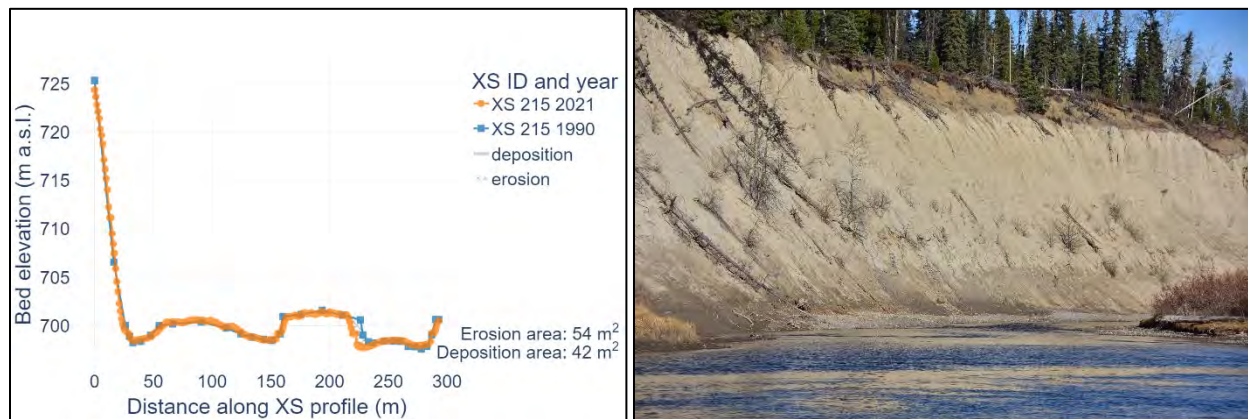 XS ID and year
XS 215 2021
XS 215 1990
deposition
erosion
725
720
715
710
705
700
Bed elevation (m a.s.l.)
Erosion area: 54 m²
Deposition area: 42 m²
0
50
100
150
200
250
300
Distance along XS profile (m)